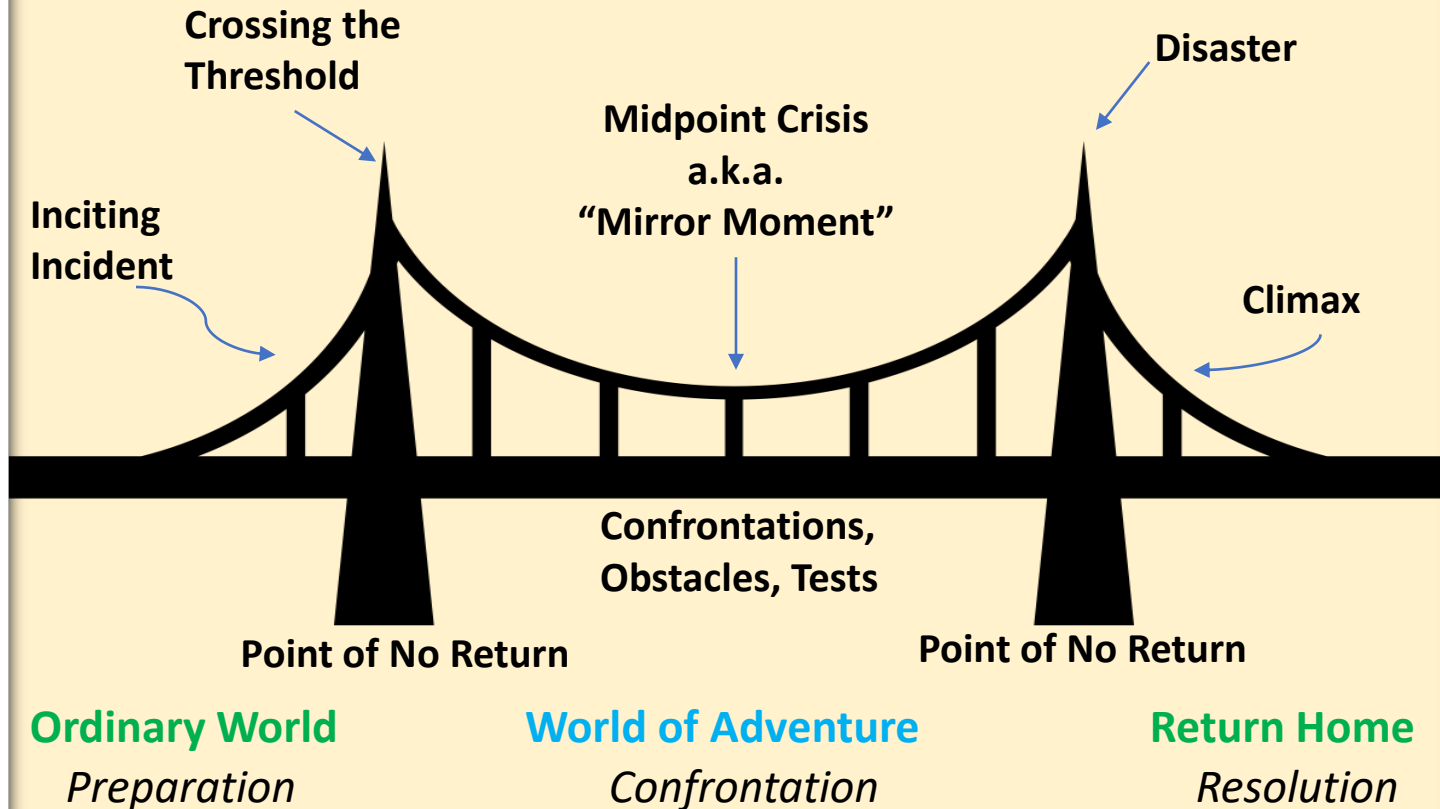 Crossing the
Threshold
Disaster
Midpoint Crisis
a.k.a.
“Mirror Moment”
Inciting
Incident
Climax
Confrontations,
Obstacles, Tests
Point of No Return
Point of No Return
Ordinary World
World of Adventure
Return Home
Preparation
Confrontation
Resolution